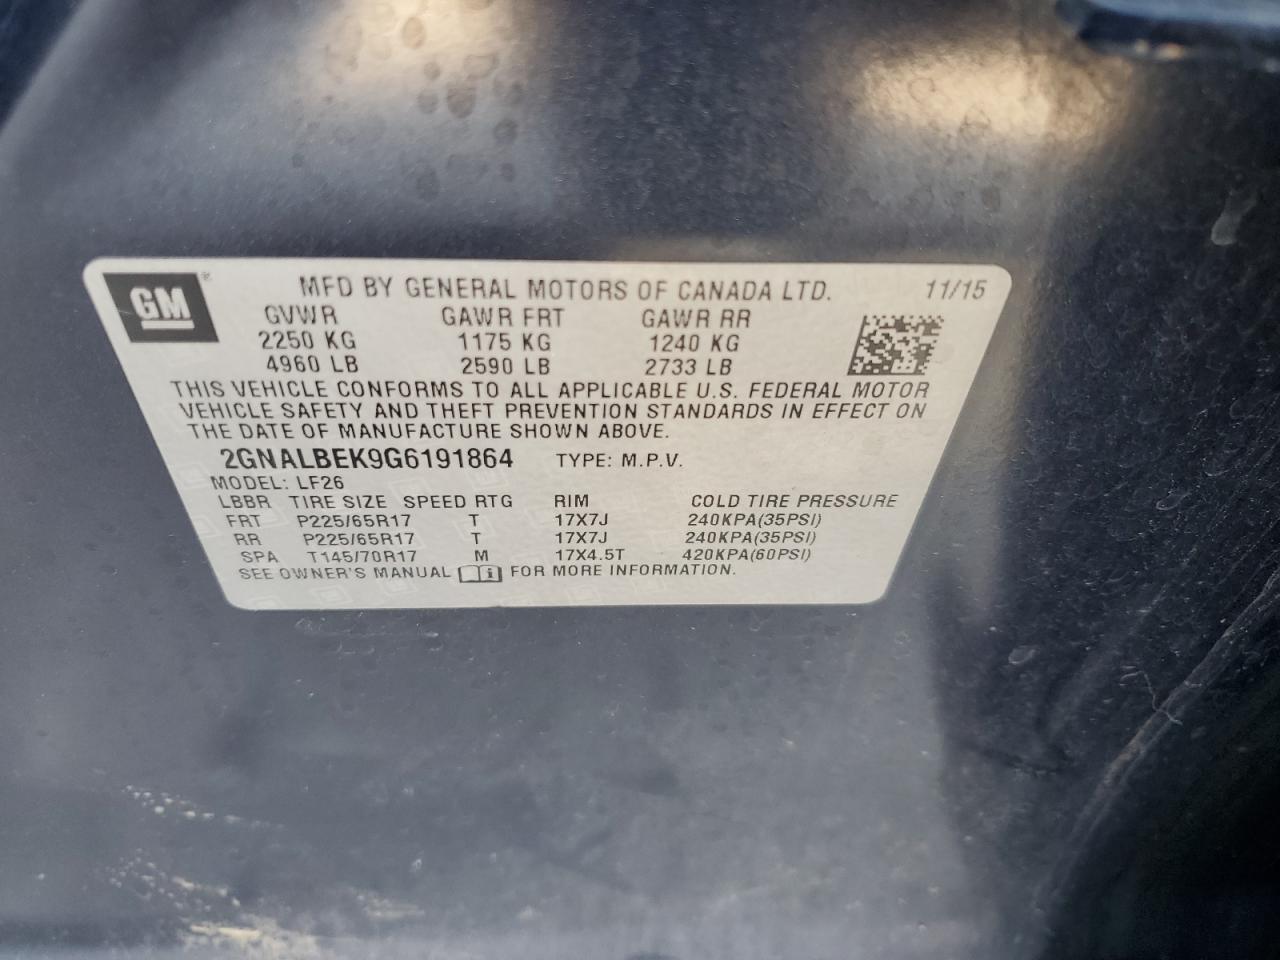 GM ® MFD BY GENERAL MOTORS OF CANADA LTD. 11/15
GVWR GAWR FRT GAWR RR
2250 KG 1175 KG 1240 KG
4960 LB 2590 LB 2733 LB
THIS VEHICLE CONFORMS TO ALL APPLICABLE U.S. FEDERAL MOTOR
VEHICLE SAFETY AND THEFT PREVENTION STANDARDS IN EFFECT ON
THE DATE OF MANUFACTURE SHOWN ABOVE.
2GNALBEK9G6191864 TYPE: M.P.V.
MODEL: LF26
LBBR TIRE SIZE SPEED RTG RIM COLD TIRE PRESSURE
FRT P225/65R17 T 17X7J 240KPA(35PSI)
RR P225/65R17 T 17X7J 240KPA(35PSI)
SPA T145/70R17 M 17X4.5T 420KPA(60PSI)
SEE OWNER'S MANUAL i FOR MORE INFORMATION.